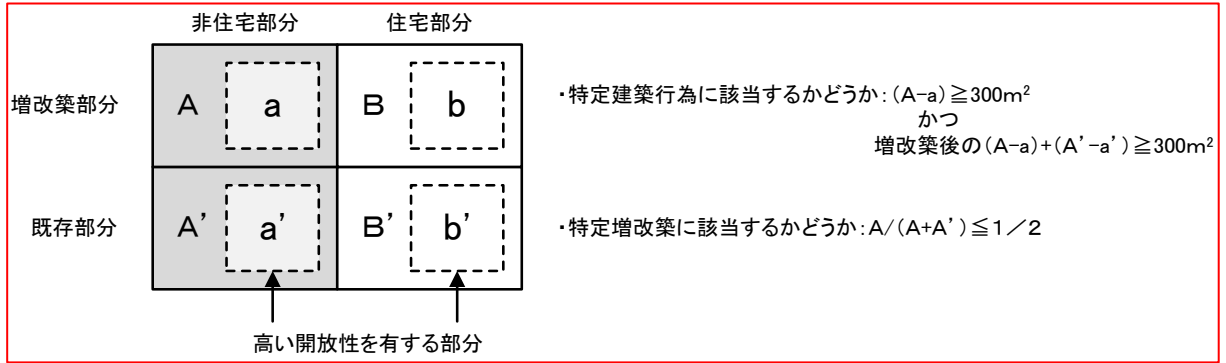 非住宅部分 住宅部分
増改築部分 A a B b
・特定建築行為に該当するかどうか:(A-a)≧300m²
かつ
増改築後の(A-a)+(A’-a’)≧300m²
既存部分 A’ a’ B’ b’
・特定増改築に該当するかどうか:A/(A+A’)≦1/2
高い開放性を有する部分